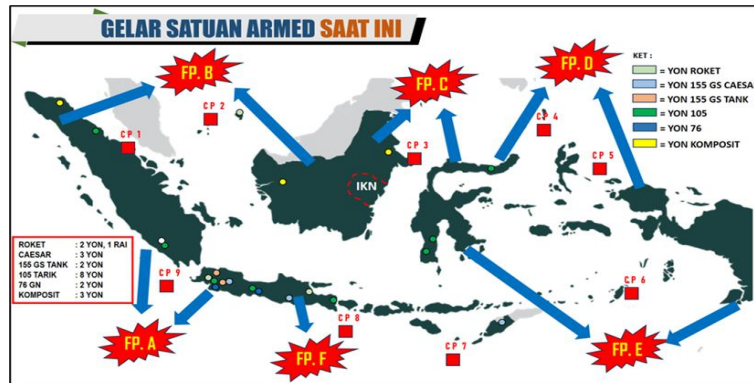 GELAR SATUAN ARMED SAAT INI
FP. B
FP. C
FP. D
KET :
= YON ROKET
= YON 155 GS CAESA
= YON 155 GS TANK
= YON 105
= YON 76
= YON KOMPOSIT
CP 1
CP 2
CP 3
CP 4
CP 5
IKN
ROKET : 2 YON, 1 RAI
CAESAR : 3 YON
155 GS TANK : 2 YON
105 TARIK : 8 YON
76 GN : 2 YON
KOMPOSIT : 3 YON
CP 9
CP 6
CP 8
CP 7
FP. A
FP. F
FP. E